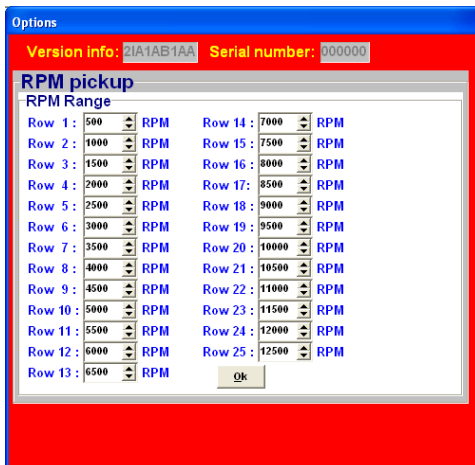 Options
Version info: 2IA1AB1AA Serial number: 000000
RPM pickup
RPM Range
Row 1 : 500 RPM Row 14 : 7000 RPM
Row 2 : 1000 RPM Row 15 : 7500 RPM
Row 3 : 1500 RPM Row 16 : 8000 RPM
Row 4 : 2000 RPM Row 17: 8500 RPM
Row 5 : 2500 RPM Row 18 : 9000 RPM
Row 6 : 3000 RPM Row 19 : 9500 RPM
Row 7 : 3500 RPM Row 20 : 10000 RPM
Row 8 : 4000 RPM Row 21 : 10500 RPM
Row 9 : 4500 RPM Row 22 : 11000 RPM
Row 10 : 5000 RPM Row 23 : 11500 RPM
Row 11 : 5500 RPM Row 24 : 12000 RPM
Row 12 : 6000 RPM Row 25 : 12500 RPM
Row 13 : 6500 RPM Ok